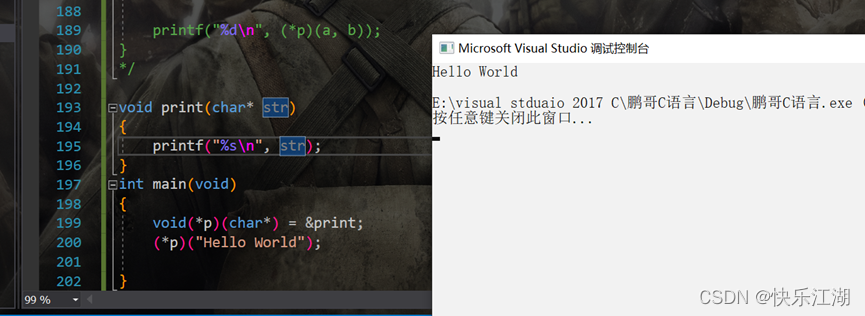 188
189 printf("%d\n", (*p)(a, b));
190 }
191 */
192
193 void print(char* str)
194 {
195 printf("%s\n", str);
196 }
197 int main(void)
198 {
199 void(*p)(char*) = &print;
200 (*p)("Hello World");
201
202 }
99 %
Microsoft Visual Studio 调试控制台
Hello World
E:\visual stduaio 2017 C\鹏哥C语言\Debug\鹏哥C语言.exe
按任意键关闭此窗口...
CSDN @快乐江湖